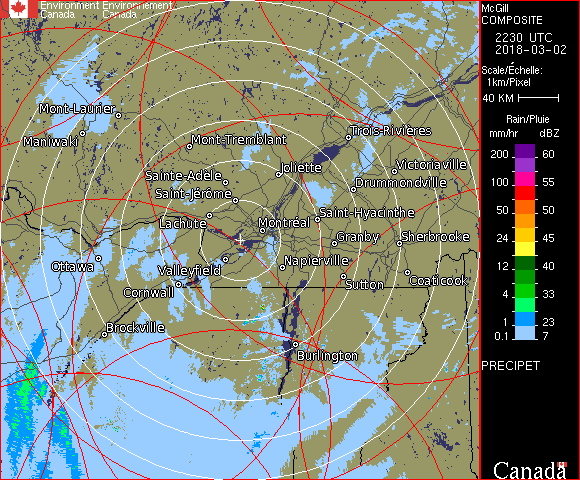 Environment Environnement
Canada Canada
McGill
COMPOSITE
2230 UTC
2018-03-02
Scale/Échelle:
1km/Pixel
40 KM
Rain/Pluie
mm/hr dBZ
200 60
100 55
50 50
24 45
12 40
4 33
1 23
0.1 7
PRECIPET
Canada
Mont-Laurier
Maniwaki
Mont-Tremblant
Trois-Rivières
Joliette
Victoriaville
Sainte-Adèle
Drummondville
Saint-Jérôme
Lachute
Saint-Hyacinthe
Montréal
Granby
Sherbrooke
Ottawa
Valleyfield
Napierville
Cornwall
Sutton
Coaticook
Brockville
Burlington